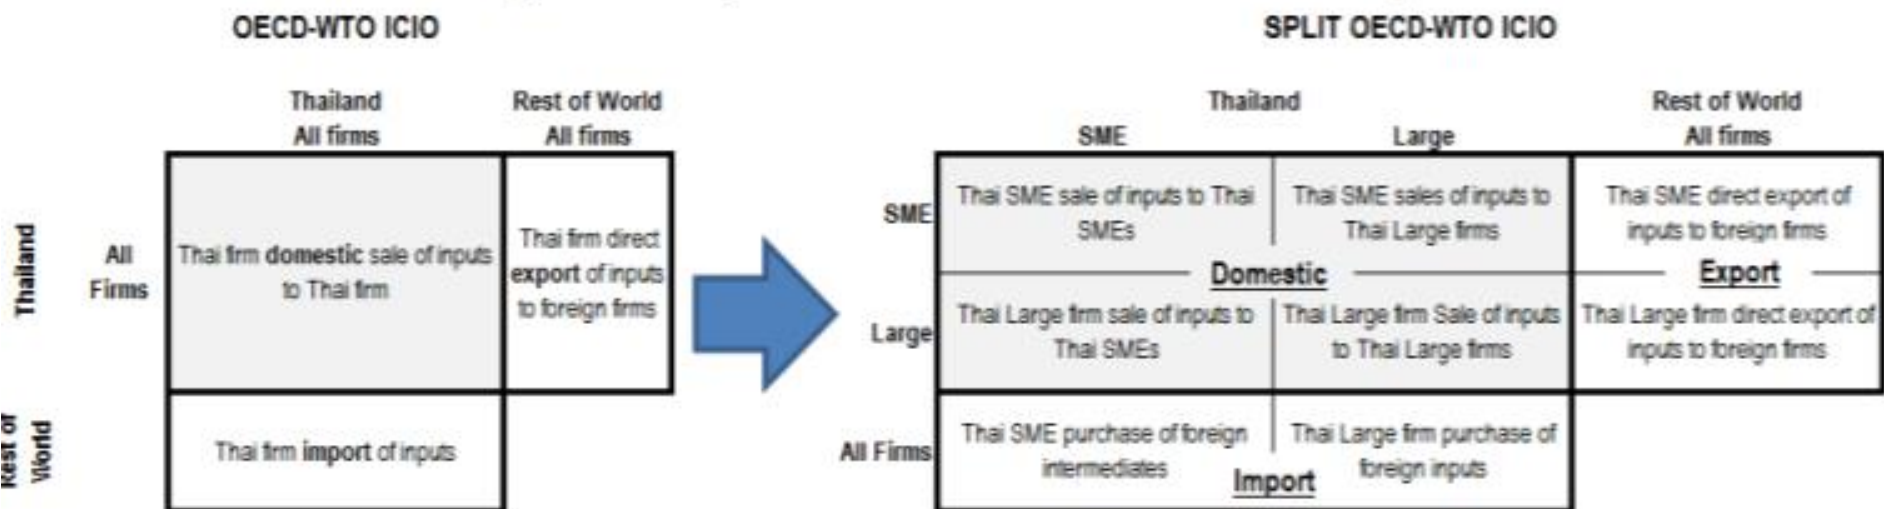 OECD-WTO ICIO
Thailand
All firms
Rest of World
All firms
Thailand
All
Firms
Thai firm domestic sale of inputs
to Thai firm
Thai firm direct
export of inputs
to foreign firms
Rest of
World
Thai firm import of inputs
SPLIT OECD-WTO ICIO
Thailand
SME
Large
Rest of World
All firms
SME
Thai SME sale of inputs to Thai
SMEs
Thai SME sales of inputs to
Thai Large firms
Thai SME direct export of
inputs to foreign firms
Domestic
Export
Large
Thai Large firm sale of inputs to
Thai SMEs
Thai Large firm Sale of inputs
to Thai Large firms
Thai Large firm direct export of
inputs to foreign firms
All Firms
Thai SME purchase of foreign
intermediates
Thai Large firm purchase of
foreign inputs
Import